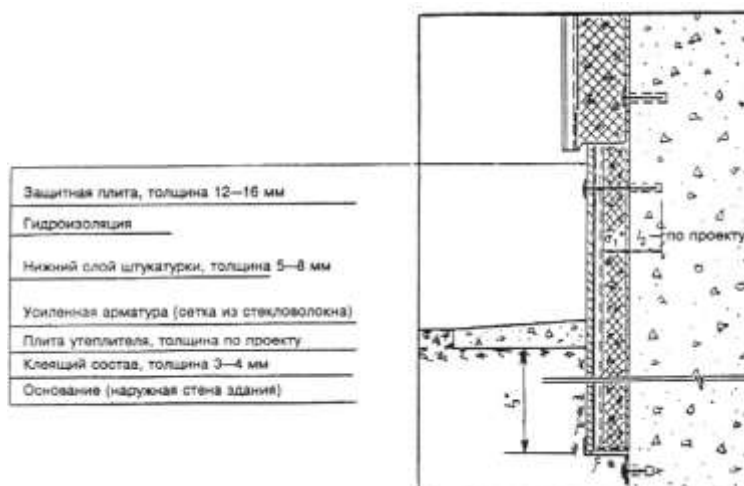 Защитная плита, толщина 12—16 мм
Гидроизоляция
Нижний слой штукатурки, толщина 5—8 мм
Усиленная арматура (сетка из стекловолокна)
Плита утеплителя, толщина по проекту
Клеящий состав, толщина 3—4 мм
Основание (наружная стена здания)
по проекту